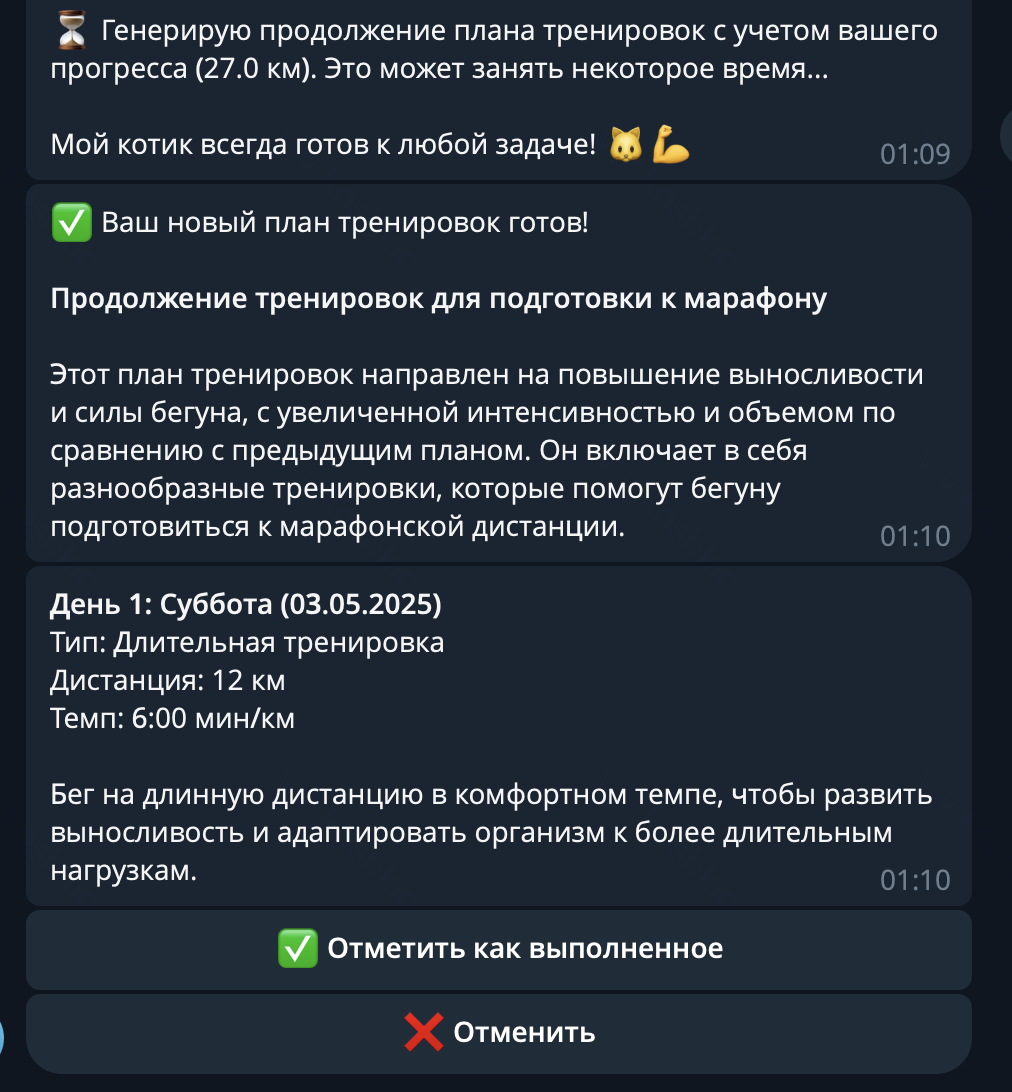 ⏳ Генерирую продолжение плана тренировок с учетом вашего
прогресса (27.0 км). Это может занять некоторое время...
Мой котик всегда готов к любой задаче! 🐱💪
01:09
✅ Ваш новый план тренировок готов!
Продолжение тренировок для подготовки к марафону
Этот план тренировок направлен на повышение выносливости
и силы бегуна, с увеличенной интенсивностью и объемом по
сравнению с предыдущим планом. Он включает в себя
разнообразные тренировки, которые помогут бегуну
подготовиться к марафонской дистанции.
01:10
День 1: Суббота (03.05.2025)
Тип: Длительная тренировка
Дистанция: 12 км
Темп: 6:00 мин/км
Бег на длинную дистанцию в комфортном темпе, чтобы развить
выносливость и адаптировать организм к более длительным
нагрузкам.
01:10
✅ Отметить как выполненное
❌ Отменить